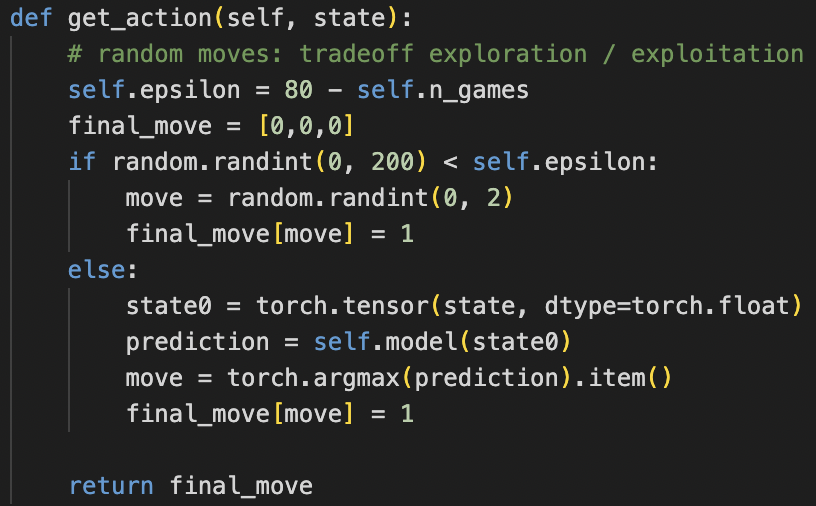 def get_action(self, state):
    # random moves: tradeoff exploration / exploitation
    self.epsilon = 80 - self.n_games
    final_move = [0,0,0]
    if random.randint(0, 200) < self.epsilon:
        move = random.randint(0, 2)
        final_move[move] = 1
    else:
        state0 = torch.tensor(state, dtype=torch.float)
        prediction = self.model(state0)
        move = torch.argmax(prediction).item()
        final_move[move] = 1

    return final_move